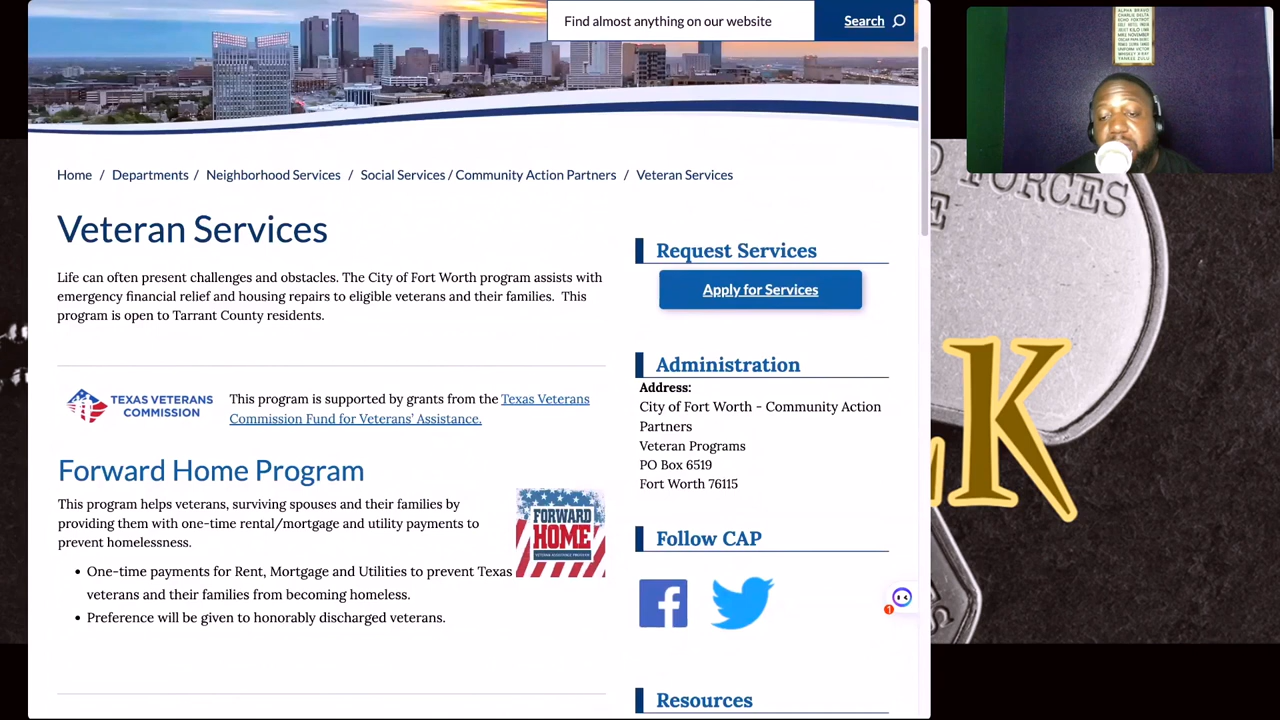 Find almost anything on our website
Search
Home / Departments / Neighborhood Services / Social Services / Community Action Partners / Veteran Services
Veteran Services
Life can often present challenges and obstacles. The City of Fort Worth program assists with
emergency financial relief and housing repairs to eligible veterans and their families. This
program is open to Tarrant County residents.
TEXAS VETERANS
COMMISSION
This program is supported by grants from the Texas Veterans
Commission Fund for Veterans' Assistance.
Forward Home Program
This program helps veterans, surviving spouses and their families by
providing them with one-time rental/mortgage and utility payments to
prevent homelessness.
FORWARD
HOME
VETERAN ASSISTANCE PROGRAM
• One-time payments for Rent, Mortgage and Utilities to prevent Texas
veterans and their families from becoming homeless.
• Preference will be given to honorably discharged veterans.
Request Services
Apply for Services
Administration
Address:
City of Fort Worth - Community Action
Partners
Veteran Programs
PO Box 6519
Fort Worth 76115
Follow CAP
1
Resources
FORCES
K